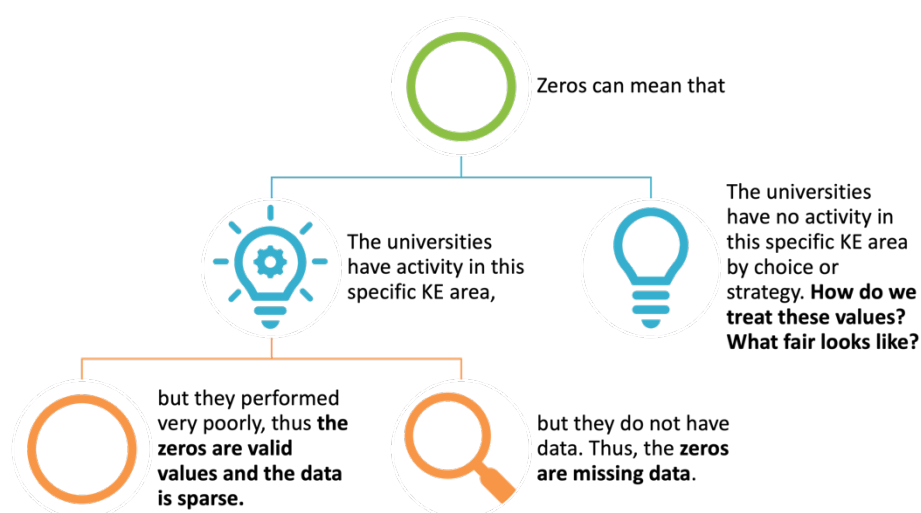 Zeros can mean that
The universities
have activity in this
specific KE area,
The universities
have no activity in
this specific KE area
by choice or
strategy. How do we
treat these values?
What fair looks like?
but they performed
very poorly, thus the
zeros are valid
values and the data
is sparse.
but they do not have
data. Thus, the zeros
are missing data.